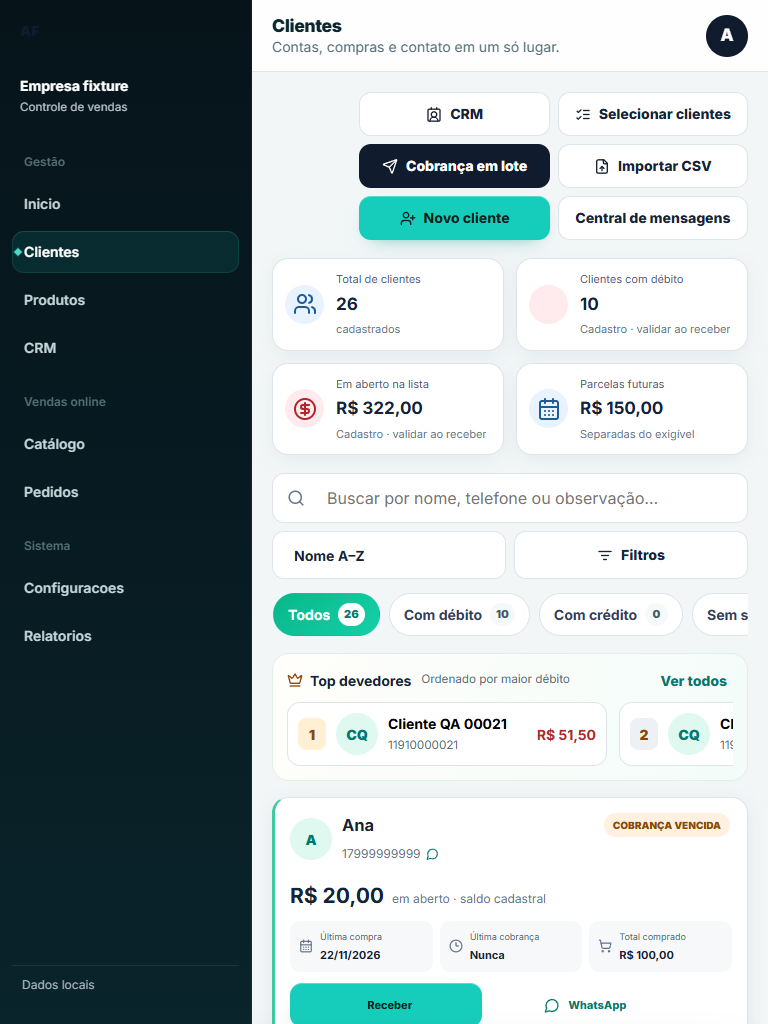 AF
Empresa fixture
Controle de vendas
Gestão
Inicio
Clientes
Produtos
CRM
Vendas online
Catálogo
Pedidos
Sistema
Configuracoes
Relatorios
Dados locais
Clientes
Contas, compras e contato em um só lugar.
A
CRM
Selecionar clientes
Cobrança em lote
Importar CSV
Novo cliente
Central de mensagens
Total de clientes
26
cadastrados
Clientes com débito
10
Cadastro · validar ao receber
Em aberto na lista
R$ 322,00
Cadastro · validar ao receber
Parcelas futuras
R$ 150,00
Separadas do exigível
Buscar por nome, telefone ou observação...
Nome A–Z
Filtros
Todos 26
Com débito 10
Com crédito 0
Sem s
Top devedores Ordenado por maior débito
Ver todos
1
CQ
Cliente QA 00021
11910000021
R$ 51,50
2
CQ
Cl
119
A
Ana
17999999999
COBRANÇA VENCIDA
R$ 20,00 em aberto · saldo cadastral
Última compra
22/11/2026
Última cobrança
Nunca
Total comprado
R$ 100,00
Receber
WhatsApp